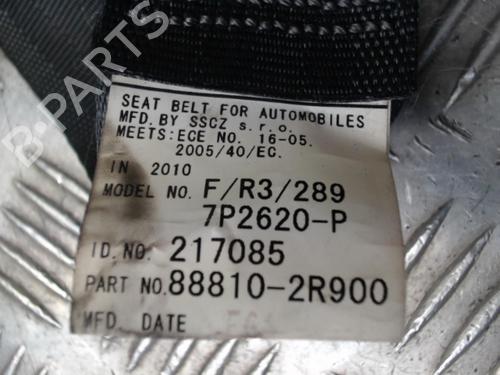 SEAT BELT FOR AUTOMOBILES
MFD. BY SSCZ s.r.o.
MEETS: ECE NO. 16-05.
2005/40/EC.
IN 2010
MODEL NO. F/R3/289
7P2620-P
ID. NO. 217085
PART NO. 88810-2R900
MFD. DATE